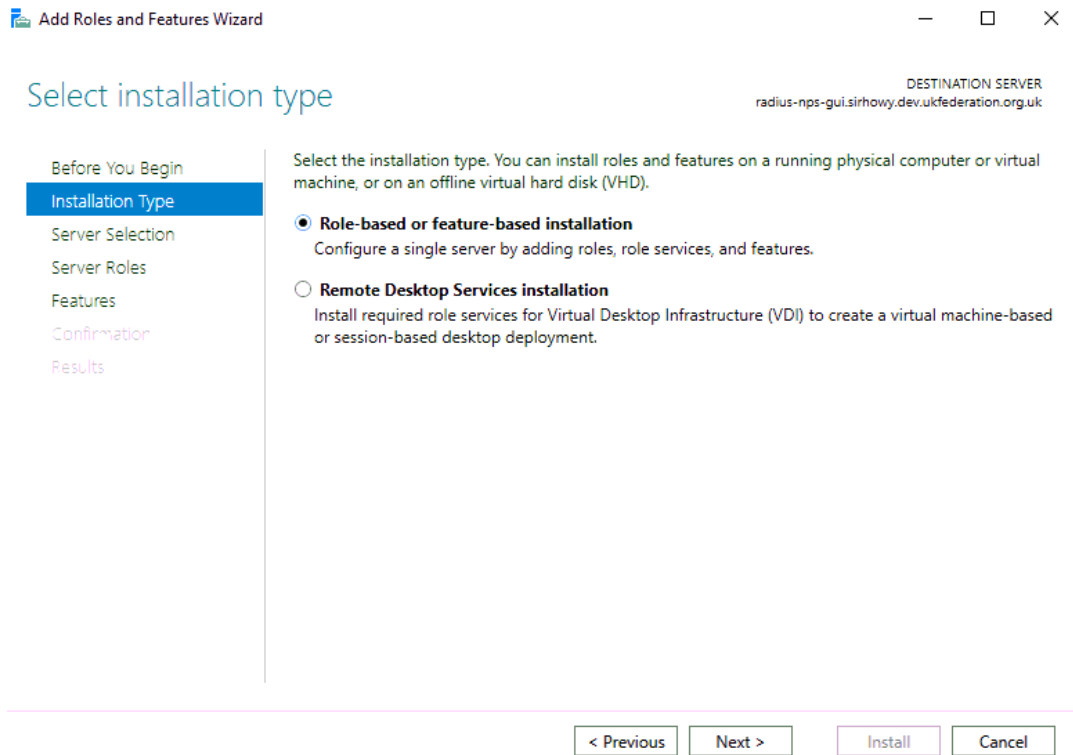 Add Roles and Features Wizard
Select installation type
DESTINATION SERVER
radius-nps-gui.sirhowy.dev.ukfederation.org.uk
Before You Begin
Installation Type
Server Selection
Server Roles
Features
Confirmation
Results
Select the installation type. You can install roles and features on a running physical computer or virtual
machine, or on an offline virtual hard disk (VHD).
Role-based or feature-based installation
Configure a single server by adding roles, role services, and features.
Remote Desktop Services installation
Install required role services for Virtual Desktop Infrastructure (VDI) to create a virtual machine-based
or session-based desktop deployment.
< Previous
Next >
Install
Cancel